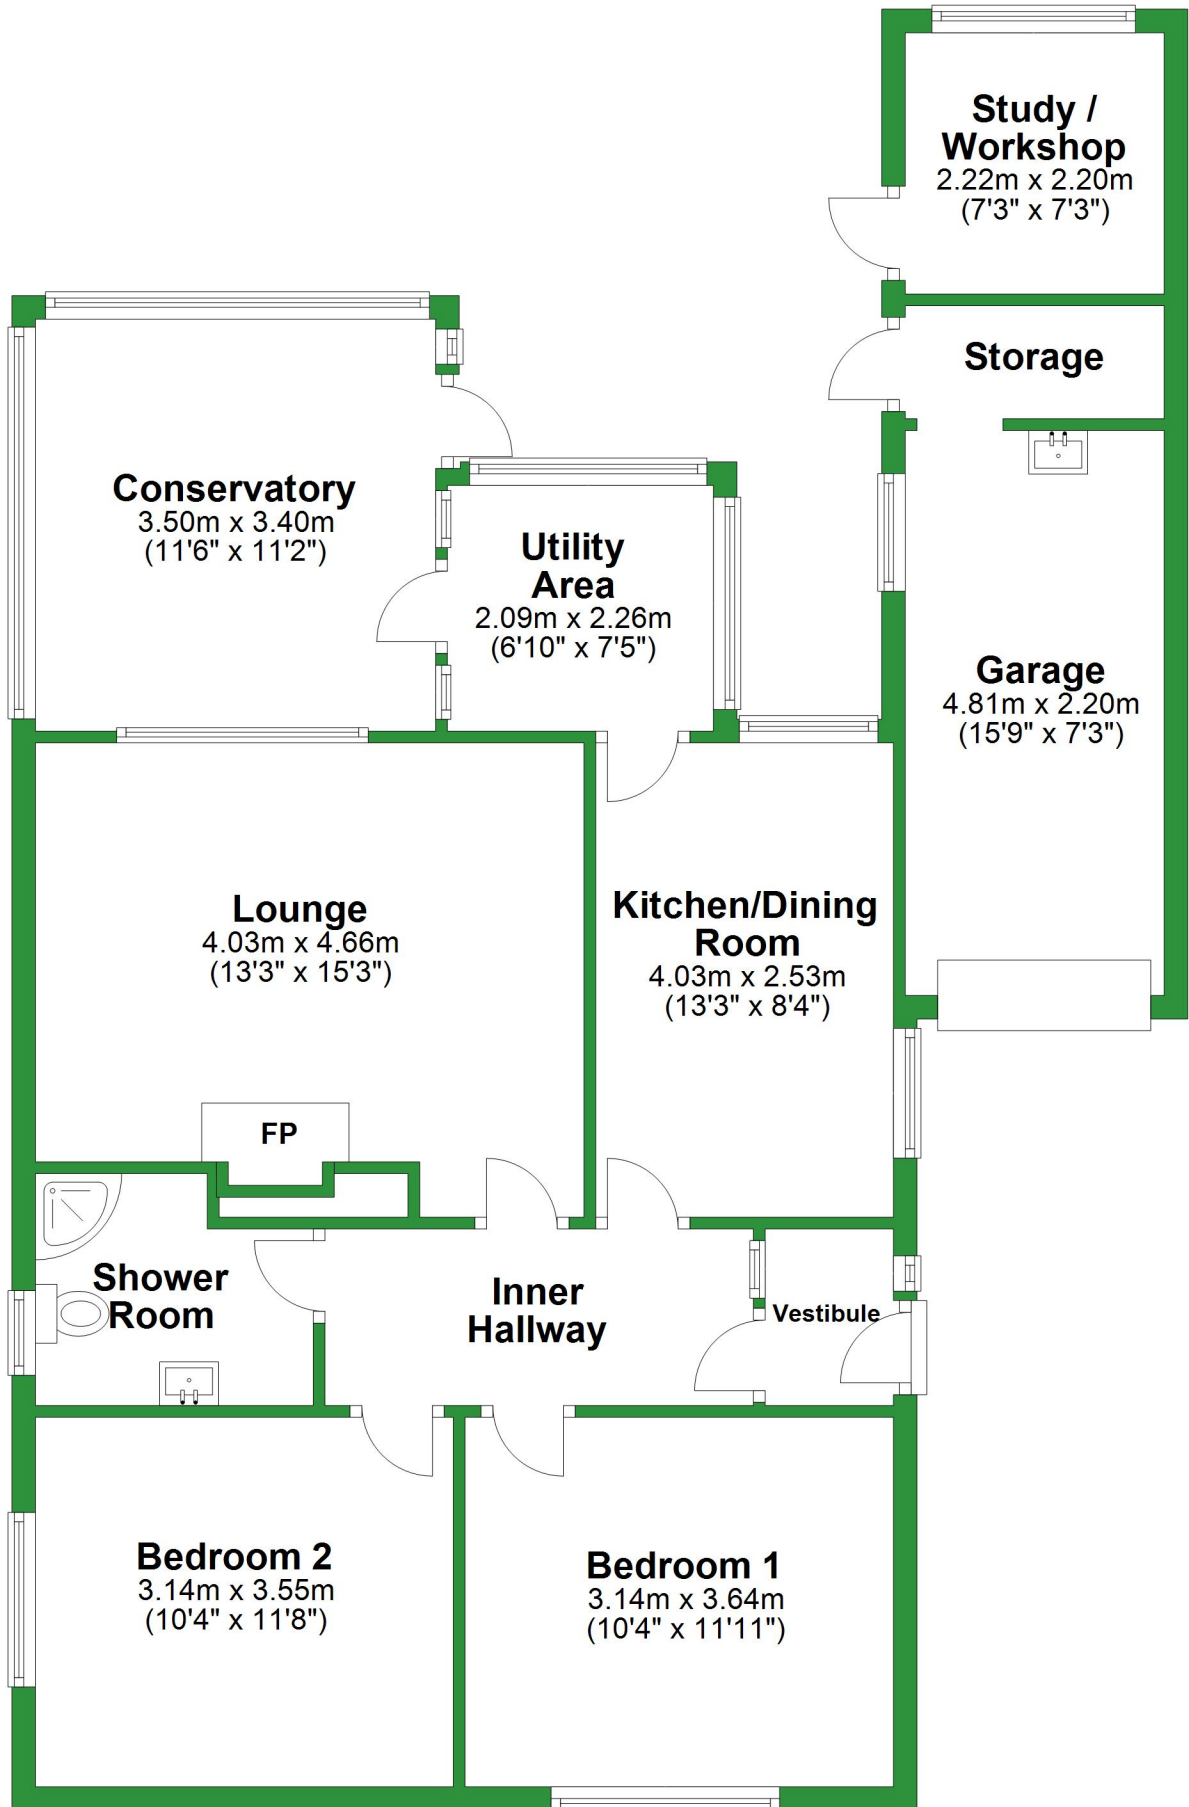 Study /
Workshop
2.22m x 2.20m
(7'3" x 7'3")
Storage
Conservatory
3.50m x 3.40m
(11'6" x 11'2")
Utility
Area
2.09m x 2.26m
(6'10" x 7'5")
Garage
4.81m x 2.20m
(15'9" x 7'3")
Lounge
4.03m x 4.66m
(13'3" x 15'3")
Kitchen/Dining
Room
4.03m x 2.53m
(13'3" x 8'4")
FP
Shower
Room
Inner
Hallway
Vestibule
Bedroom 2
3.14m x 3.55m
(10'4" x 11'8")
Bedroom 1
3.14m x 3.64m
(10'4" x 11'11")